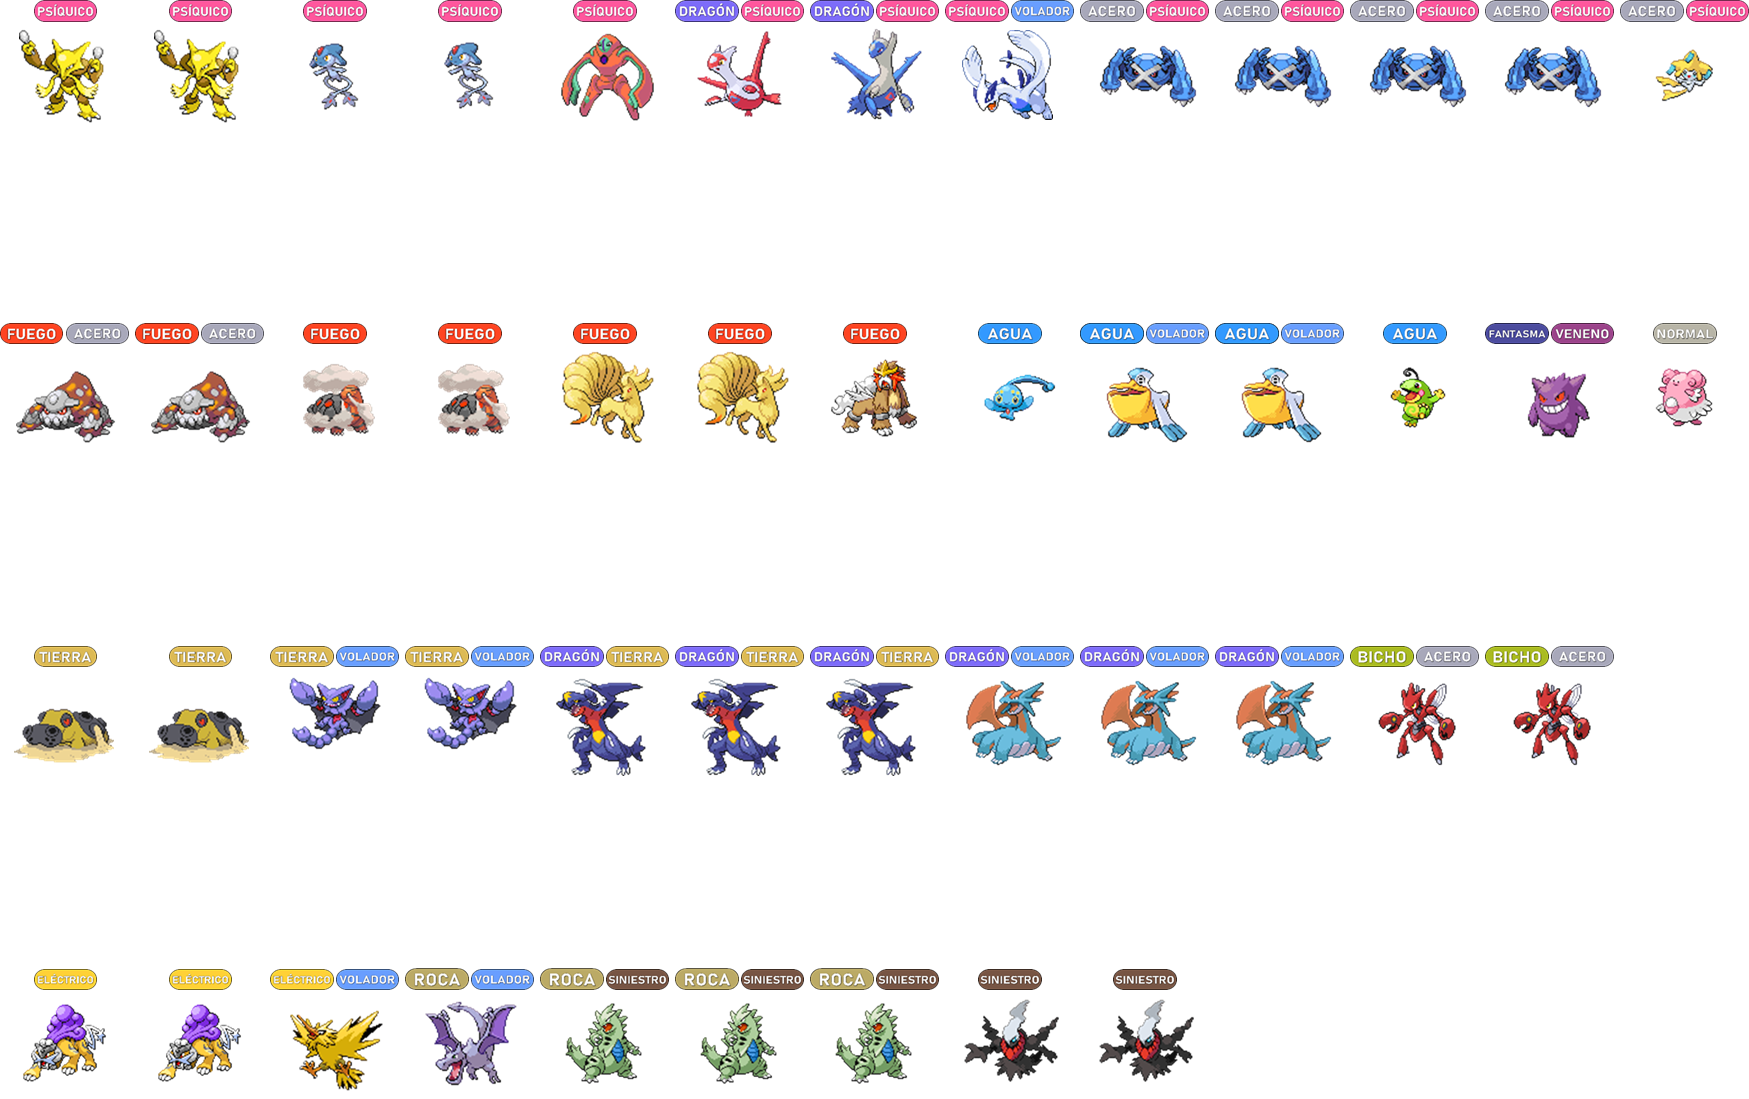 PSÍQUICO PSÍQUICO PSÍQUICO PSÍQUICO PSÍQUICO DRAGÓN PSÍQUICO DRAGÓN PSÍQUICO PSÍQUICO VOLADOR ACERO PSÍQUICO ACERO PSÍQUICO ACERO PSÍQUICO ACERO PSÍQUICO ACERO PSÍQUICO
FUEGO ACERO FUEGO ACERO FUEGO FUEGO FUEGO FUEGO FUEGO AGUA AGUA VOLADOR AGUA VOLADOR AGUA FANTASMA VENENO NORMAL
TIERRA TIERRA TIERRA VOLADOR TIERRA VOLADOR DRAGÓN TIERRA DRAGÓN TIERRA DRAGÓN TIERRA DRAGÓN VOLADOR DRAGÓN VOLADOR DRAGÓN VOLADOR BICHO ACERO BICHO ACERO
ELÉCTRICO ELÉCTRICO ELÉCTRICO VOLADOR ROCA VOLADOR ROCA SINIESTRO ROCA SINIESTRO ROCA SINIESTRO SINIESTRO SINIESTRO